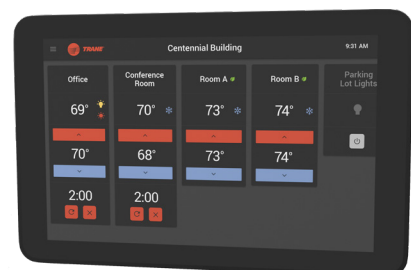 TRANE
Centennial Building
9:31 AM
Office
Conference
Room
Room A
Room B
Parking
Lot Lights
69°
70°
73°
74°
70°
68°
73°
74°
2:00
2:00